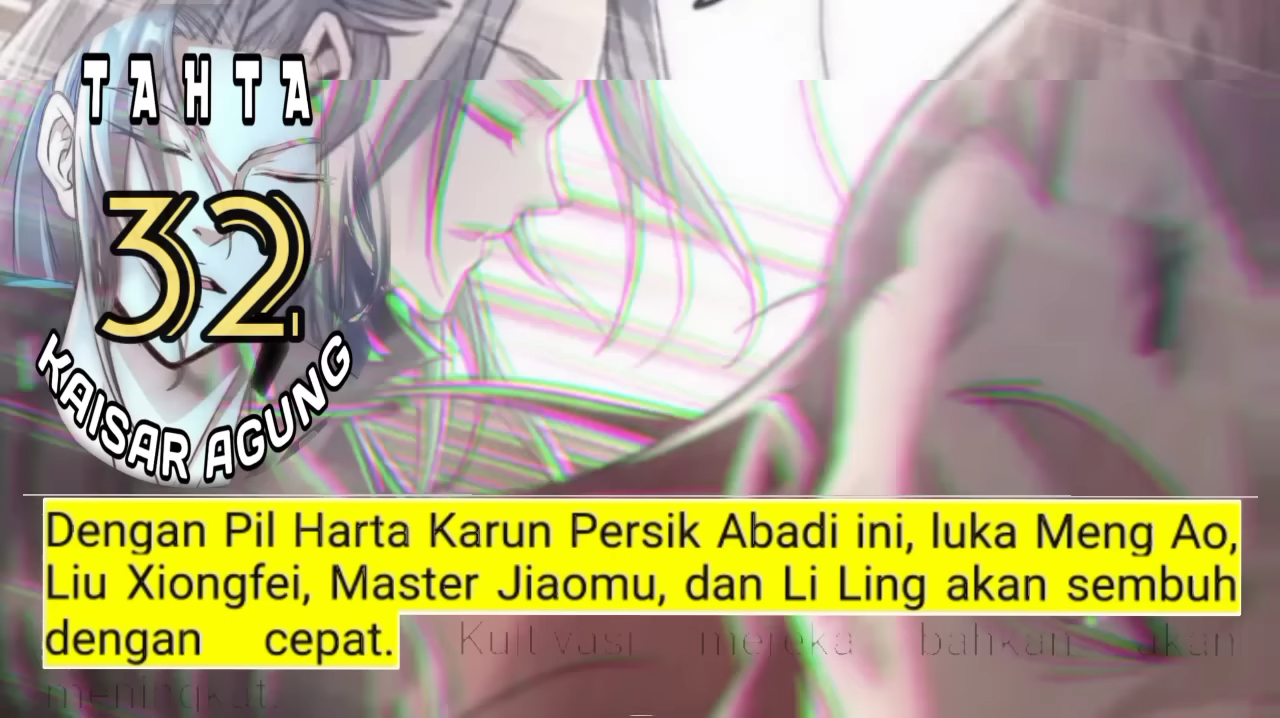 TAHTA
32
KAISAR AGUNG
Dengan Pil Harta Karun Persik Abadi ini, luka Meng Ao,
Liu Xiongfei, Master Jiaomu, dan Li Ling akan sembuh
dengan cepat. Kultivasi mereka bahkan akan
meningkat.